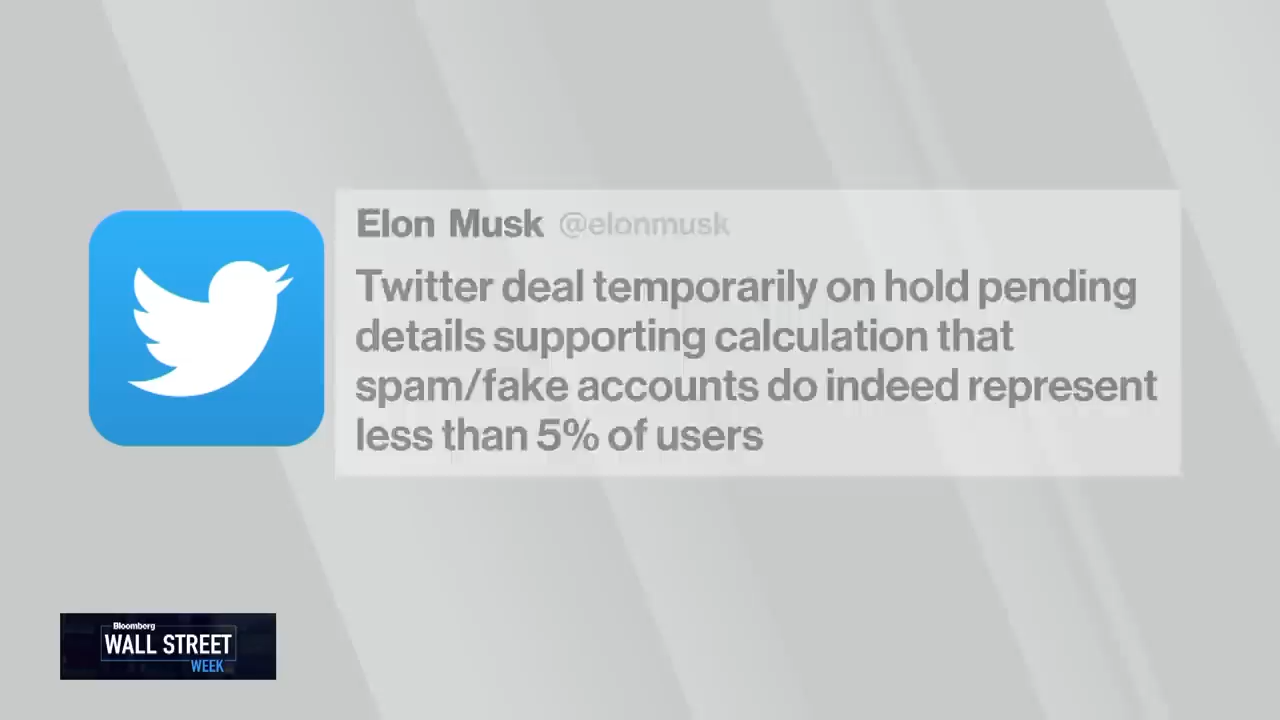 Elon Musk @elonmusk
Twitter deal temporarily on hold pending
details supporting calculation that
spam/fake accounts do indeed represent
less than 5% of users
Bloomberg
WALL STREET
WEEK